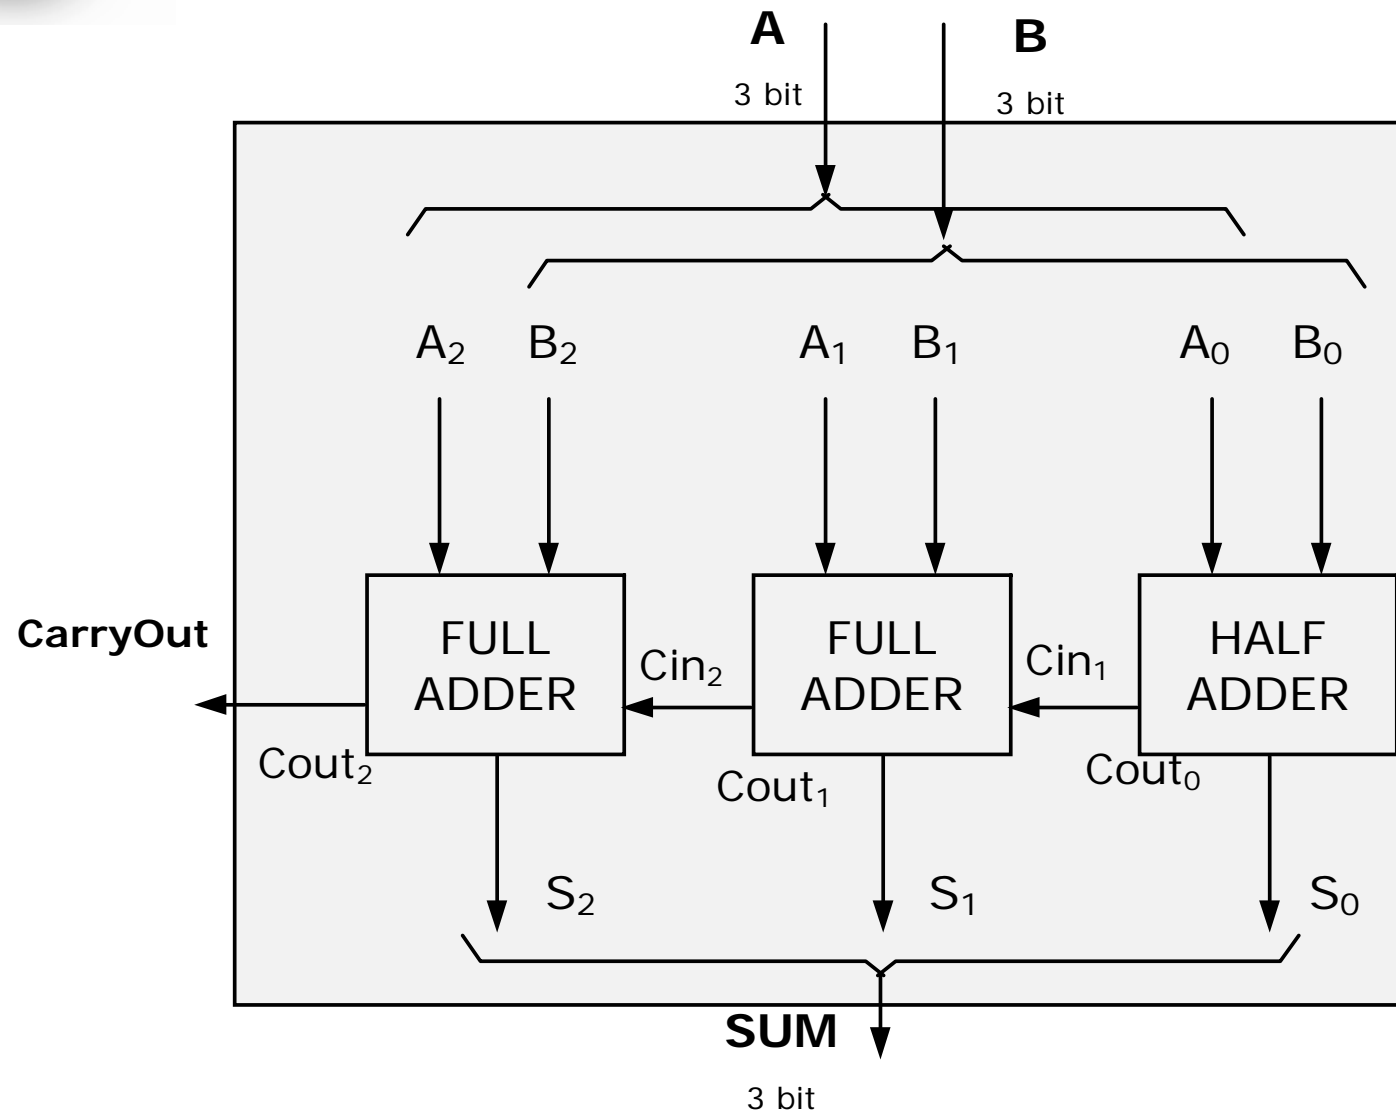 A
B
3 bit
3 bit
A₂
B₂
A₁
B₁
A₀
B₀
CarryOut
FULL
ADDER
Cin₂
FULL
ADDER
Cin₁
HALF
ADDER
Cout₂
Cout₁
Cout₀
S₂
S₁
S₀
SUM
3 bit